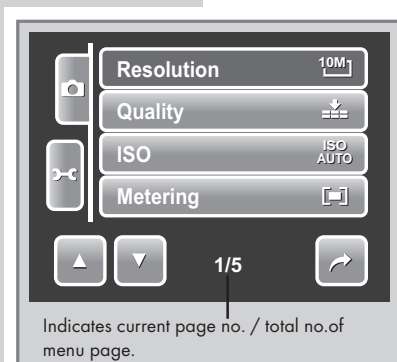 Resolution 10M
Quality
ISO ISO AUTO
Metering
1/5
Indicates current page no. / total no.of
menu page.